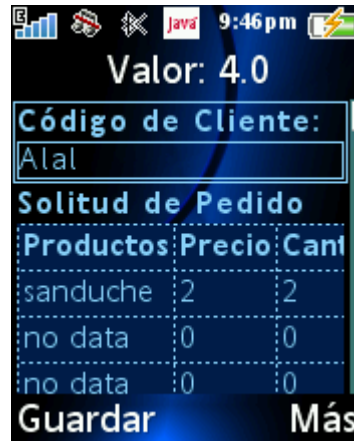 Java 9:46pm
Valor: 4.0
Código de Cliente:
Alal
Solitud de Pedido
Productos Precio Cant
sanduche 2 2
no data 0 0
no data 0 0
Guardar Más